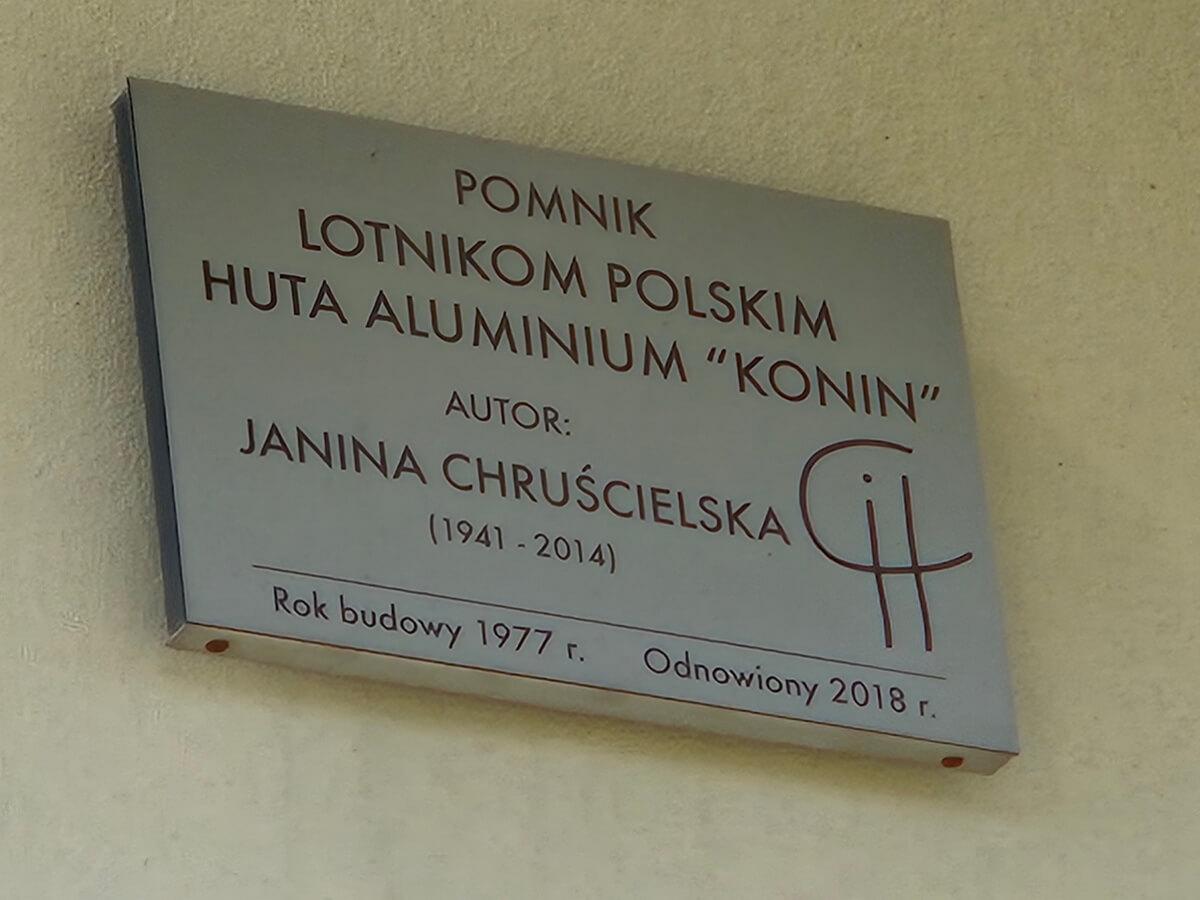 POMNIK
LOTNIKOM POLSKIM
HUTA ALUMINIUM "KONIN"
AUTOR:
JANINA CHRUŚCIELSKA
(1941 - 2014)
Rok budowy 1977 r. Odnowiony 2018 r.